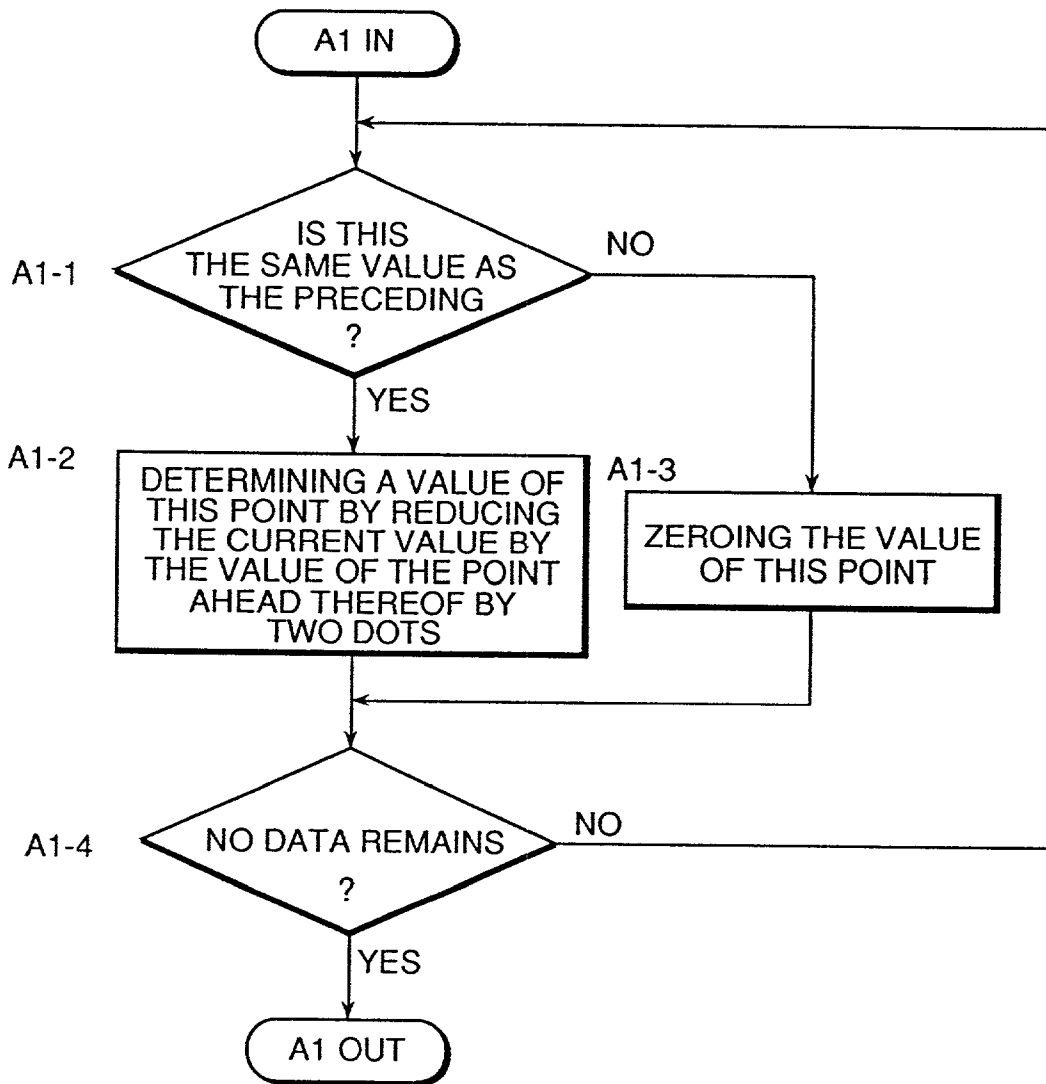 A1 IN
IS THIS
THE SAME VALUE AS
THE PRECEDING
?
A1-1
NO
YES
A1-2
DETERMINING A VALUE OF
THIS POINT BY REDUCING
THE CURRENT VALUE BY
THE VALUE OF THE POINT
AHEAD THEREOF BY
TWO DOTS
A1-3
ZEROING THE VALUE
OF THIS POINT
A1-4
NO DATA REMAINS
?
NO
YES
A1 OUT